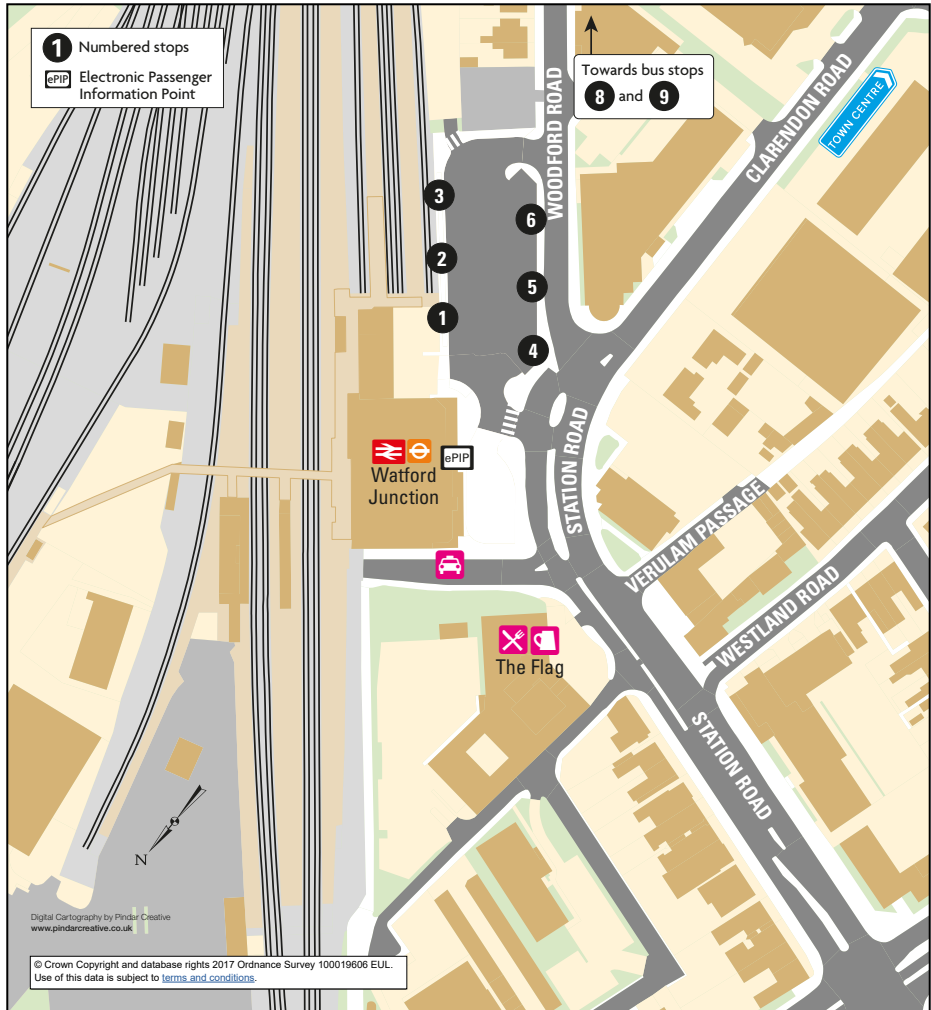 1 Numbered stops
ePIP Electronic Passenger
Information Point
Towards bus stops
8 and 9
WOODFORD ROAD
CLARENDON ROAD
TOWN CENTRE
3
6
2
5
1
4
ePIP
Watford
Junction
STATION ROAD
VERULAM PASSAGE
WESTLAND ROAD
The Flag
STATION ROAD
N
Digital Cartography by Pindar Creative
www.pindarcreative.co.uk
© Crown Copyright and database rights 2017 Ordnance Survey 100019606 EUL.
Use of this data is subject to terms and conditions.